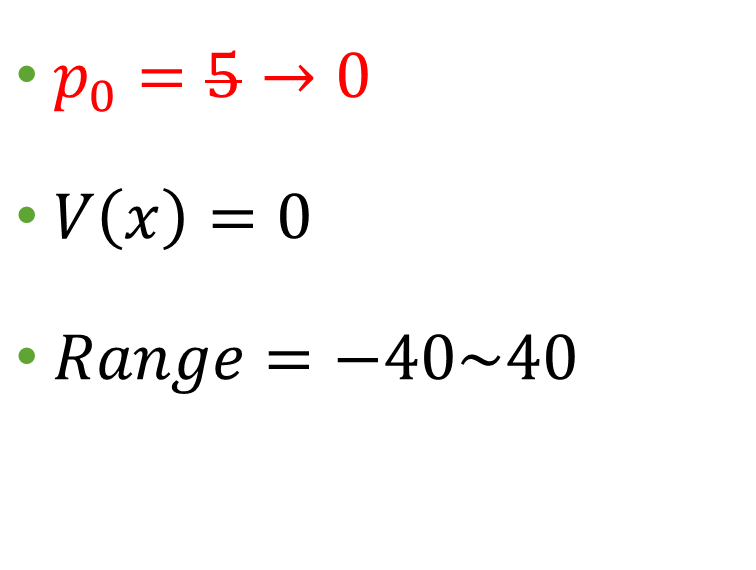 • p₀ = 5̶ → 0
• V(x) = 0
• Range = −40~40